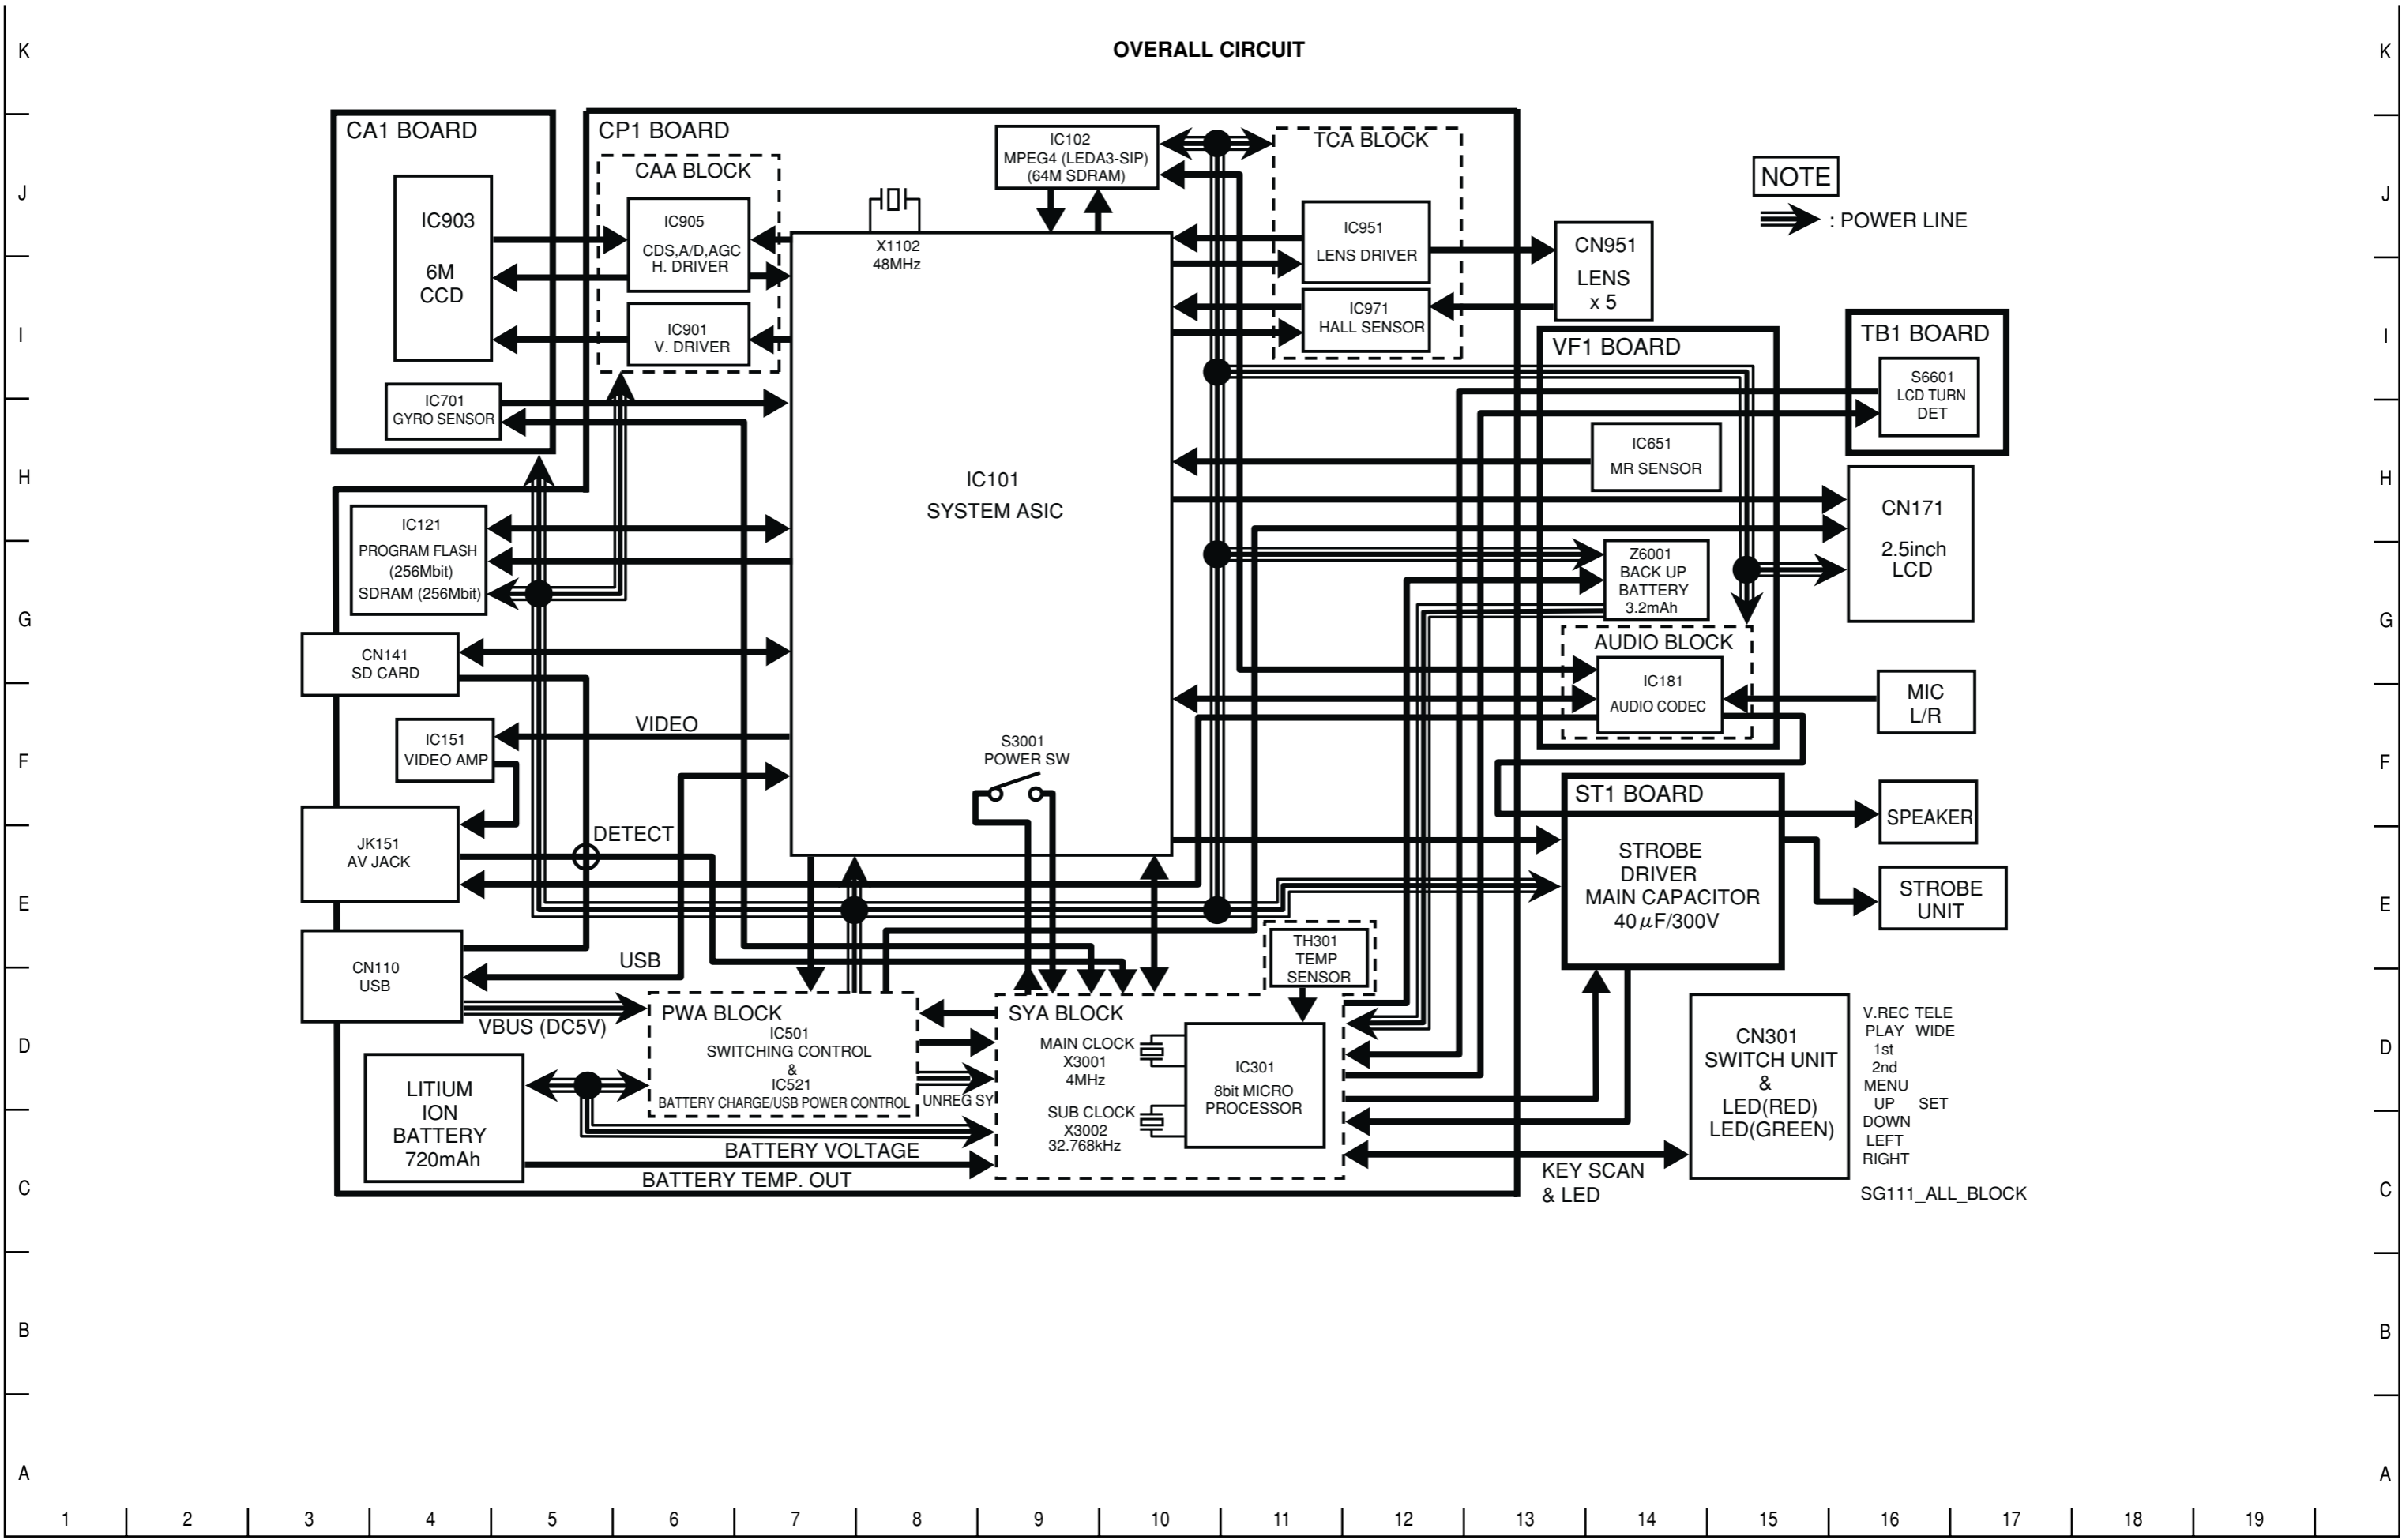 OVERALL CIRCUIT
K
K
CA1 BOARD
CP1 BOARD
CAA BLOCK
IC903
6M
CCD
IC905
CDS,A/D,AGC
H. DRIVER
IC901
V. DRIVER
IC701
GYRO SENSOR
X1102
48MHz
IC102
MPEG4 (LEDA3-SIP)
(64M SDRAM)
TCA BLOCK
IC951
LENS DRIVER
IC971
HALL SENSOR
CN951
LENS
x 5
NOTE
: POWER LINE
J
J
I
I
VF1 BOARD
TB1 BOARD
S6601
LCD TURN
DET
IC651
MR SENSOR
H
H
IC101
SYSTEM ASIC
CN171
2.5inch
LCD
IC121
PROGRAM FLASH
(256Mbit)
SDRAM (256Mbit)
Z6001
BACK UP
BATTERY
3.2mAh
G
G
CN141
SD CARD
AUDIO BLOCK
IC181
AUDIO CODEC
MIC
L/R
VIDEO
IC151
VIDEO AMP
S3001
POWER SW
F
F
ST1 BOARD
SPEAKER
DETECT
JK151
AV JACK
STROBE
DRIVER
MAIN CAPACITOR
40µF/300V
STROBE
UNIT
E
E
CN110
USB
USB
VBUS (DC5V)
TH301
TEMP
SENSOR
PWA BLOCK
IC501
SWITCHING CONTROL
&
IC521
BATTERY CHARGE/USB POWER CONTROL
UNREG SY
SYA BLOCK
MAIN CLOCK
X3001
4MHz
SUB CLOCK
X3002
32.768kHz
IC301
8bit MICRO
PROCESSOR
D
D
LITIUM
ION
BATTERY
720mAh
BATTERY VOLTAGE
BATTERY TEMP. OUT
CN301
SWITCH UNIT
&
LED(RED)
LED(GREEN)
V.REC TELE
PLAY WIDE
1st
2nd
MENU
UP SET
DOWN
LEFT
RIGHT
KEY SCAN
& LED
SG111_ALL_BLOCK
C
C
B
B
A
A
1 2 3 4 5 6 7 8 9 10 11 12 13 14 15 16 17 18 19